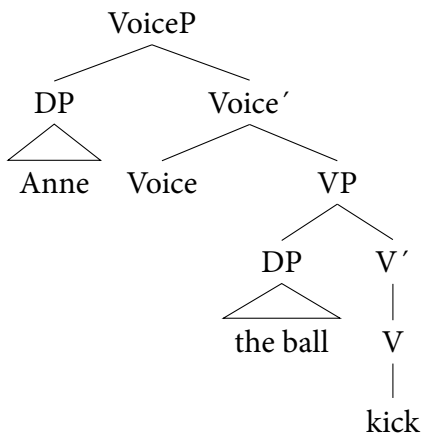 VoiceP
DP Voice´
Anne Voice VP
DP V´
the ball V
kick